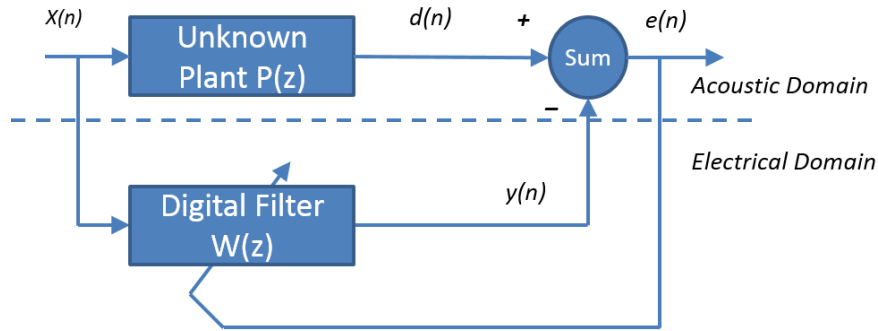 X(n)
Unknown
Plant P(z)
d(n)
+
Sum
e(n)
Acoustic Domain
–
Electrical Domain
Digital Filter
W(z)
y(n)